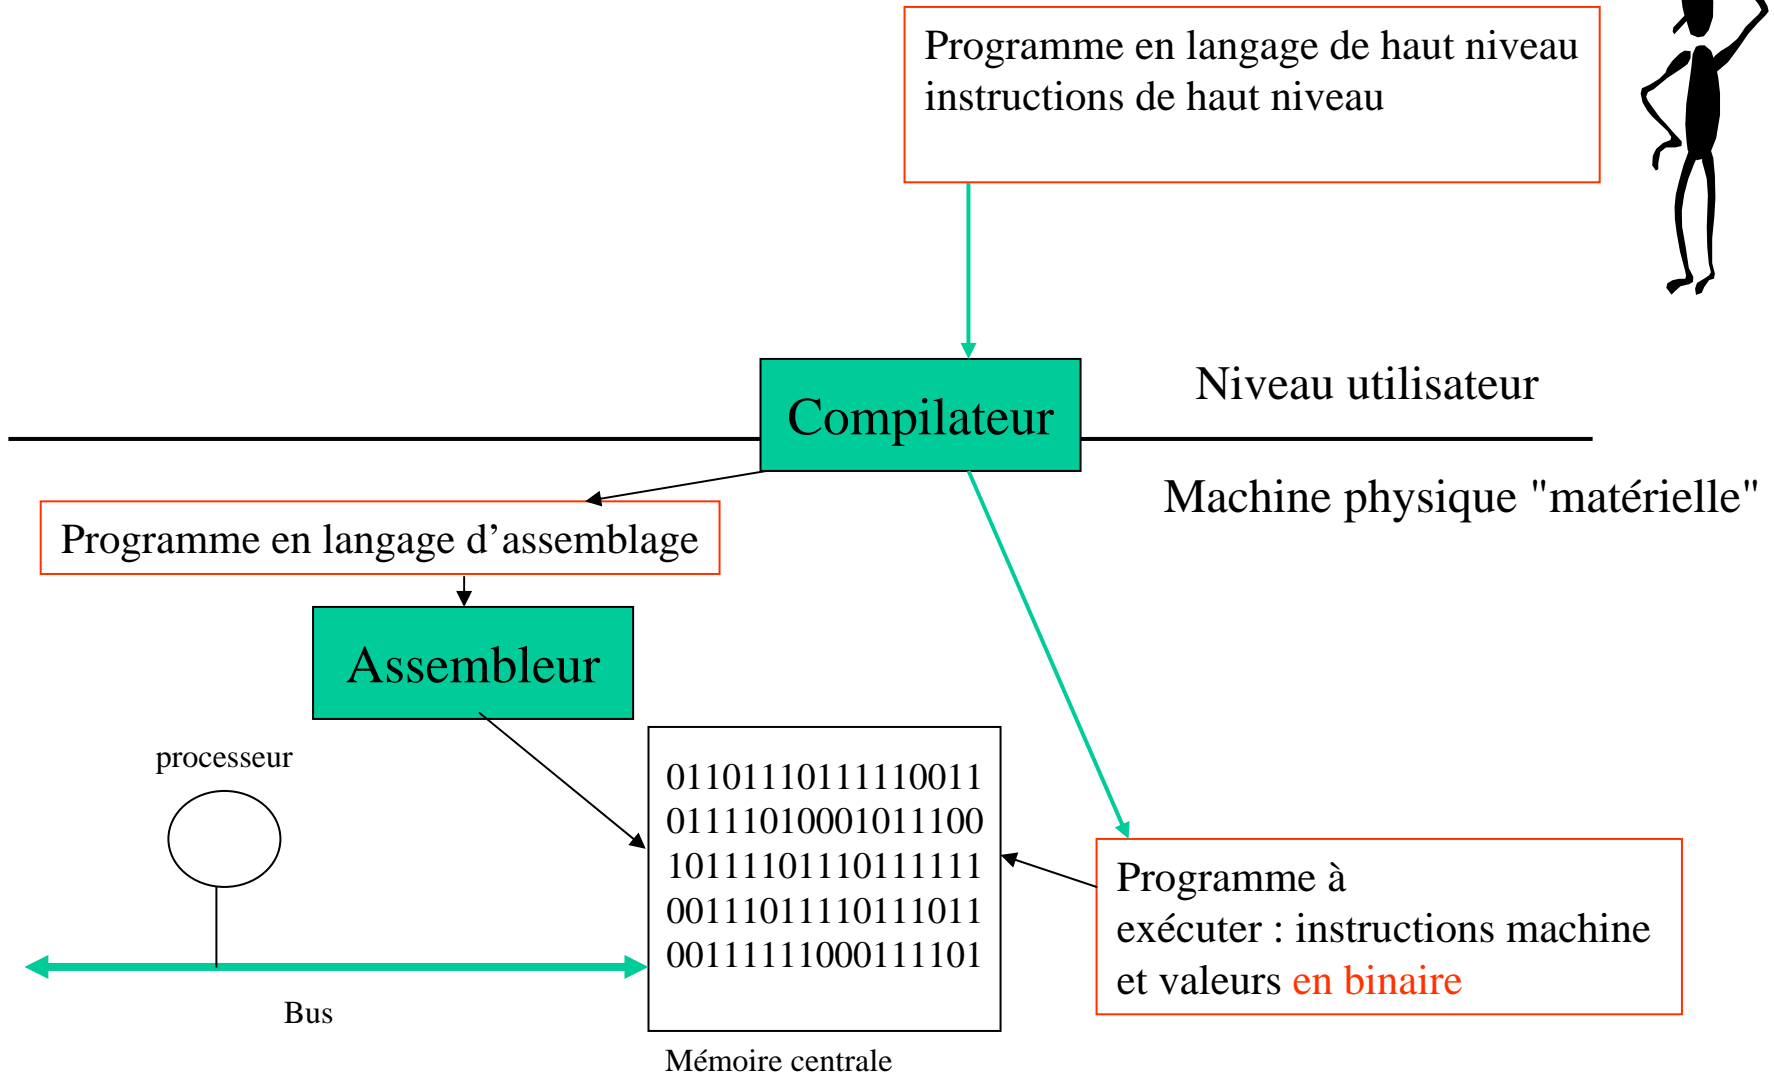 Programme en langage de haut niveau
instructions de haut niveau
Niveau utilisateur
Compilateur
Machine physique "matérielle"
Programme en langage d’assemblage
Assembleur
processeur
0110111011110011
0111101000101110​0
1011110111011111​1
0011101111011101​1
0011111100011110​1
Programme à
exécuter : instructions machine
et valeurs en binaire
Bus
Mémoire centrale